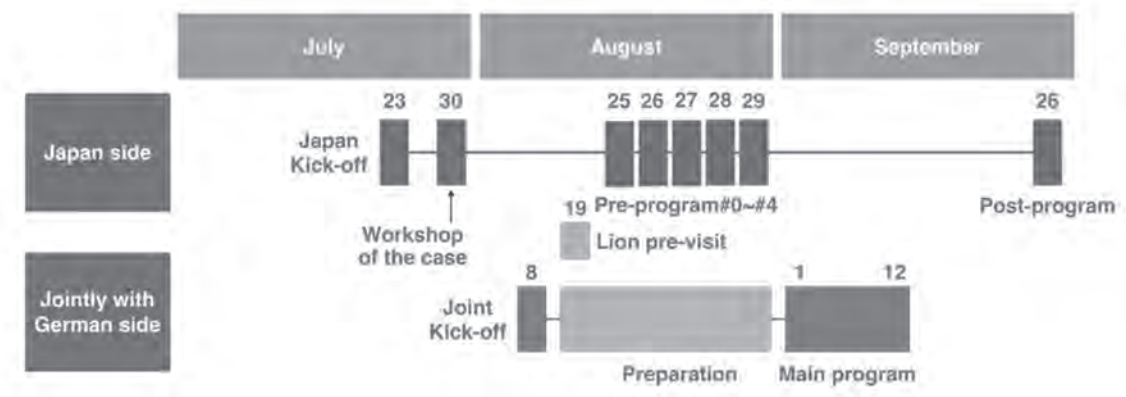 July August September
Japan side
23 30 25 26 27 28 29 26
Japan
Kick-off
Pre-program#0~#4
Post-program
Workshop
of the case
19
Lion pre-visit
Jointly with
German side
8 1 12
Joint
Kick-off
Preparation Main program